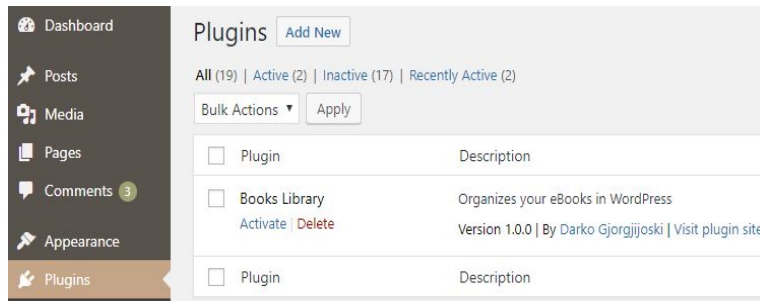 Dashboard
Posts
Media
Pages
Comments 3
Appearance
Plugins
Plugins Add New
All (19) | Active (2) | Inactive (17) | Recently Active (2)
Bulk Actions Apply
Plugin Description
Books Library Organizes your eBooks in WordPress
Activate | Delete Version 1.0.0 | By Darko Gjorgjijoski | Visit plugin site
Plugin Description